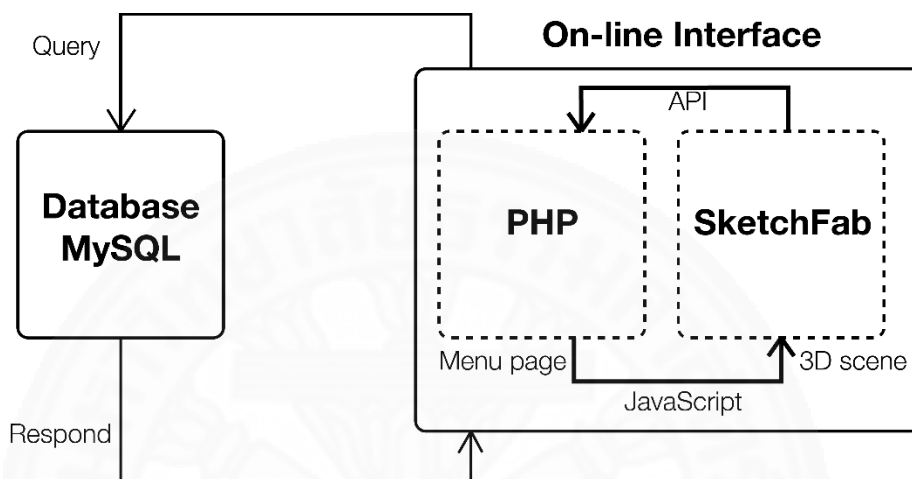 Query
On-line Interface
API
Database
MySQL
PHP
SketchFab
Menu page
3D scene
JavaScript
Respond